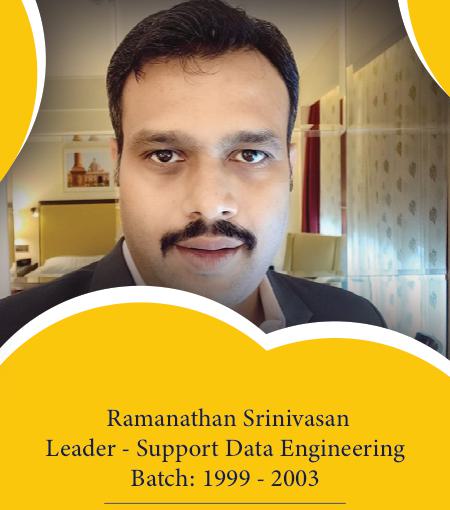 Ramanathan Srinivasan
Leader - Support Data Engineering
Batch: 1999 - 2003